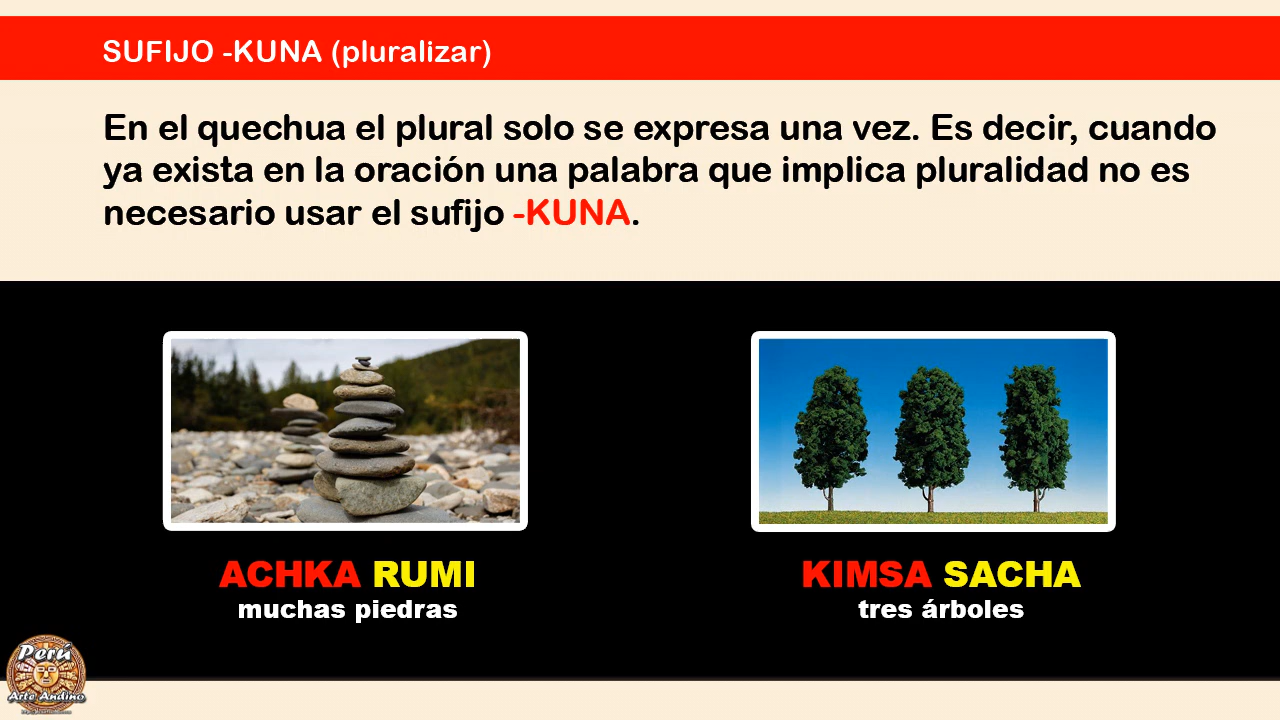 SUFIJO -KUNA (pluralizar)
En el quechua el plural solo se expresa una vez. Es decir, cuando
ya exista en la oración una palabra que implica pluralidad no es
necesario usar el sufijo -KUNA.
ACHKA RUMI
muchas piedras
KIMSA SACHA
tres árboles
Perú
Arte Andino